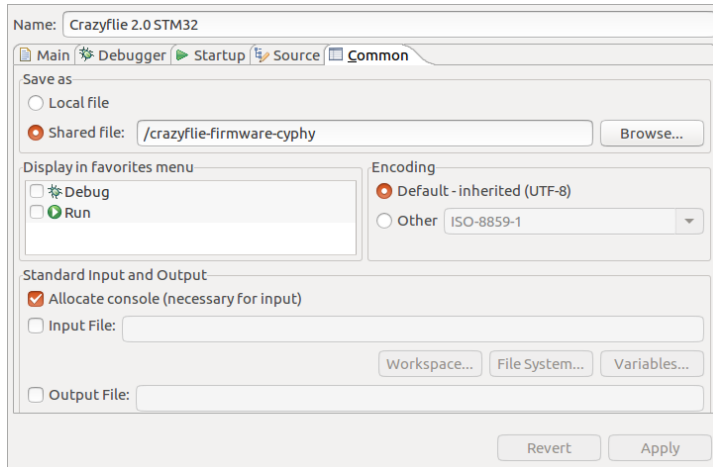 Name: Crazyflie 2.0 STM32
Main Debugger Startup Source Common
Save as
Local file
Shared file: /crazyflie-firmware-cyphy Browse...
Display in favorites menu
Debug
Run
Encoding
Default - inherited (UTF-8)
Other ISO-8859-1
Standard Input and Output
Allocate console (necessary for input)
Input File:
Workspace... File System... Variables...
Output File:
Revert Apply